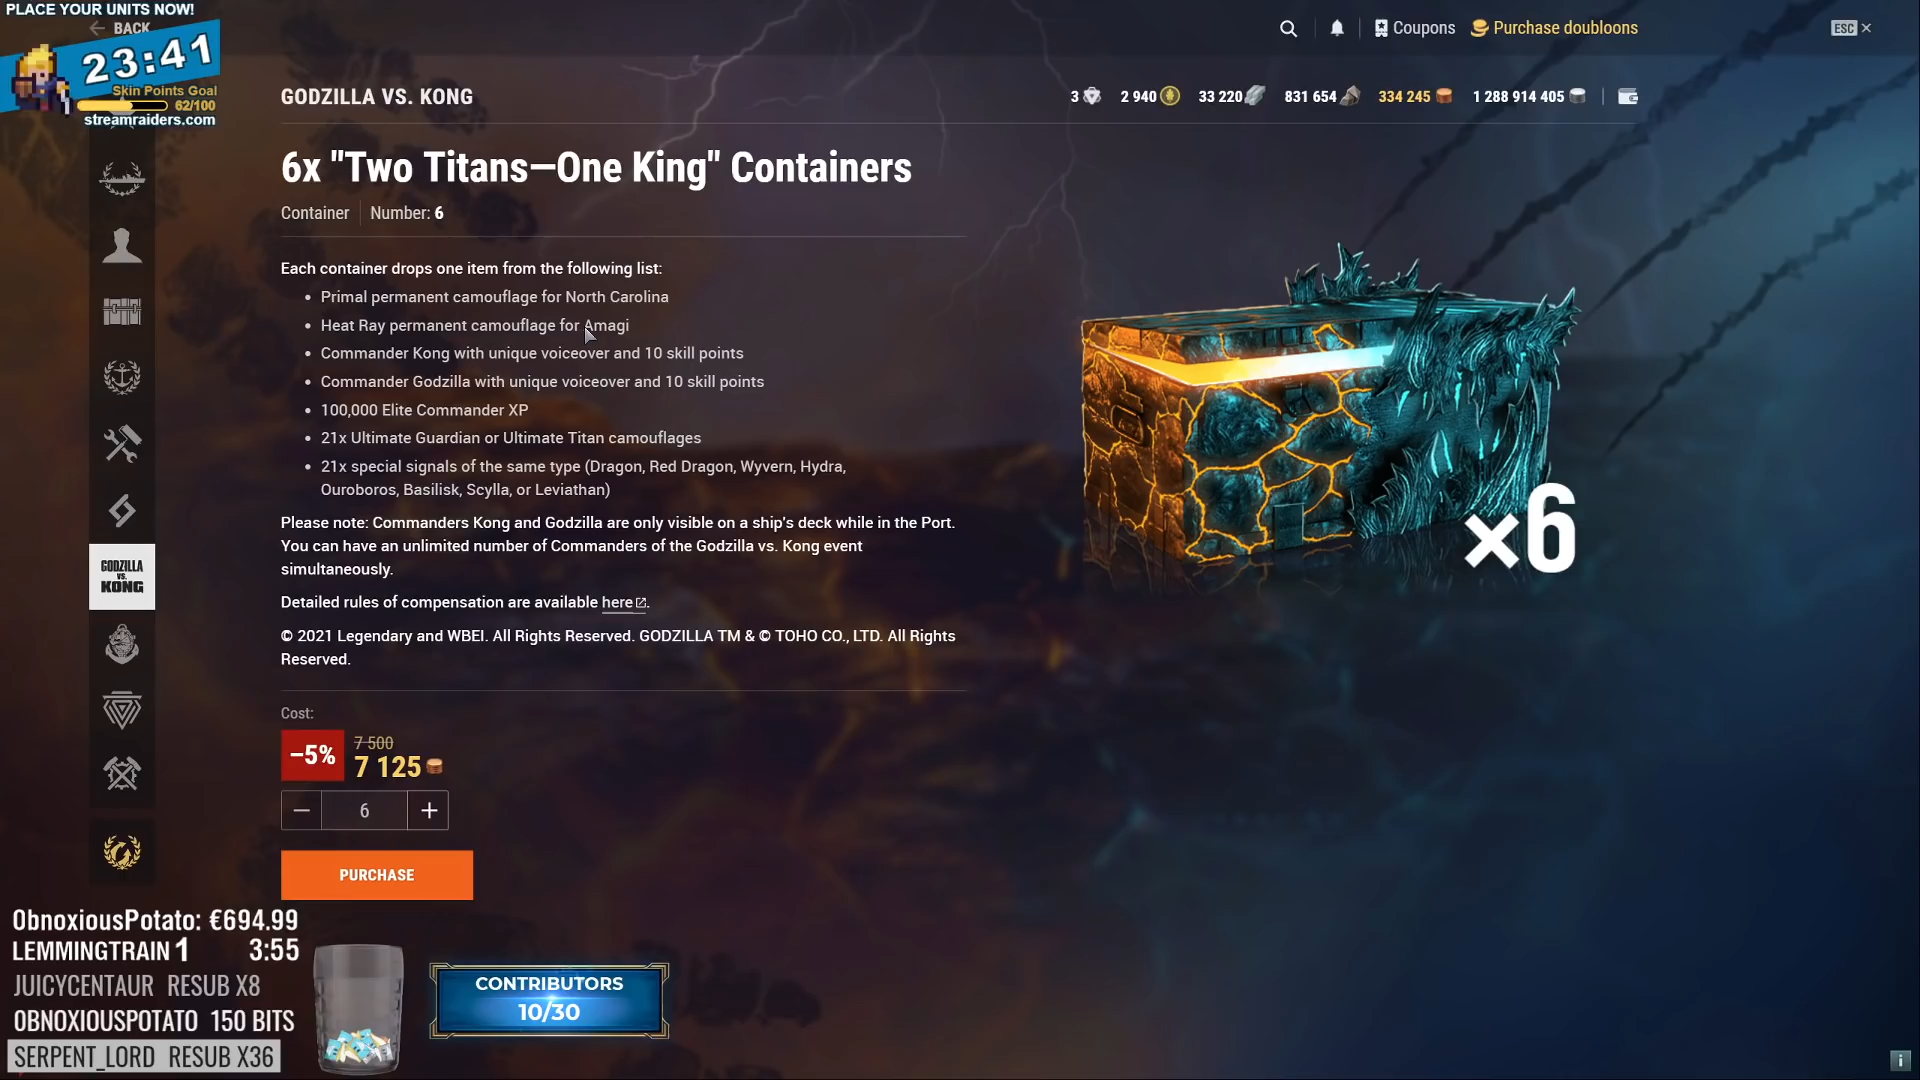 PLACE YOUR UNITS NOW!
BACK
23:41
Skin Points Goal
62/100
streamraiders.com
Coupons
Purchase doubloons
ESC
GODZILLA VS. KONG
3
2 940
33 220
831 654
334 245
1 288 914 405
6x "Two Titans—One King" Containers
Container
Number: 6
Each container drops one item from the following list:
• Primal permanent camouflage for North Carolina
• Heat Ray permanent camouflage for Amagi
• Commander Kong with unique voiceover and 10 skill points
• Commander Godzilla with unique voiceover and 10 skill points
• 100,000 Elite Commander XP
• 21x Ultimate Guardian or Ultimate Titan camouflages
• 21x special signals of the same type (Dragon, Red Dragon, Wyvern, Hydra,
Ouroboros, Basilisk, Scylla, or Leviathan)
Please note: Commanders Kong and Godzilla are only visible on a ship's deck while in the Port.
You can have an unlimited number of Commanders of the Godzilla vs. Kong event
simultaneously.
Detailed rules of compensation are available here.
© 2021 Legendary and WBEI. All Rights Reserved. GODZILLA TM & © TOHO CO., LTD. All Rights
Reserved.
×6
GODZILLA
VS.
KONG
Cost:
–5%
7 500
7 125
6
PURCHASE
ObnoxiousPotato: €694.99
LEMMINGTRAIN 1 3:55
JUICYCENTAUR RESUB X8
OBNOXIOUSPOTATO 150 BITS
SERPENT_LORD RESUB X36
CONTRIBUTORS
10/30